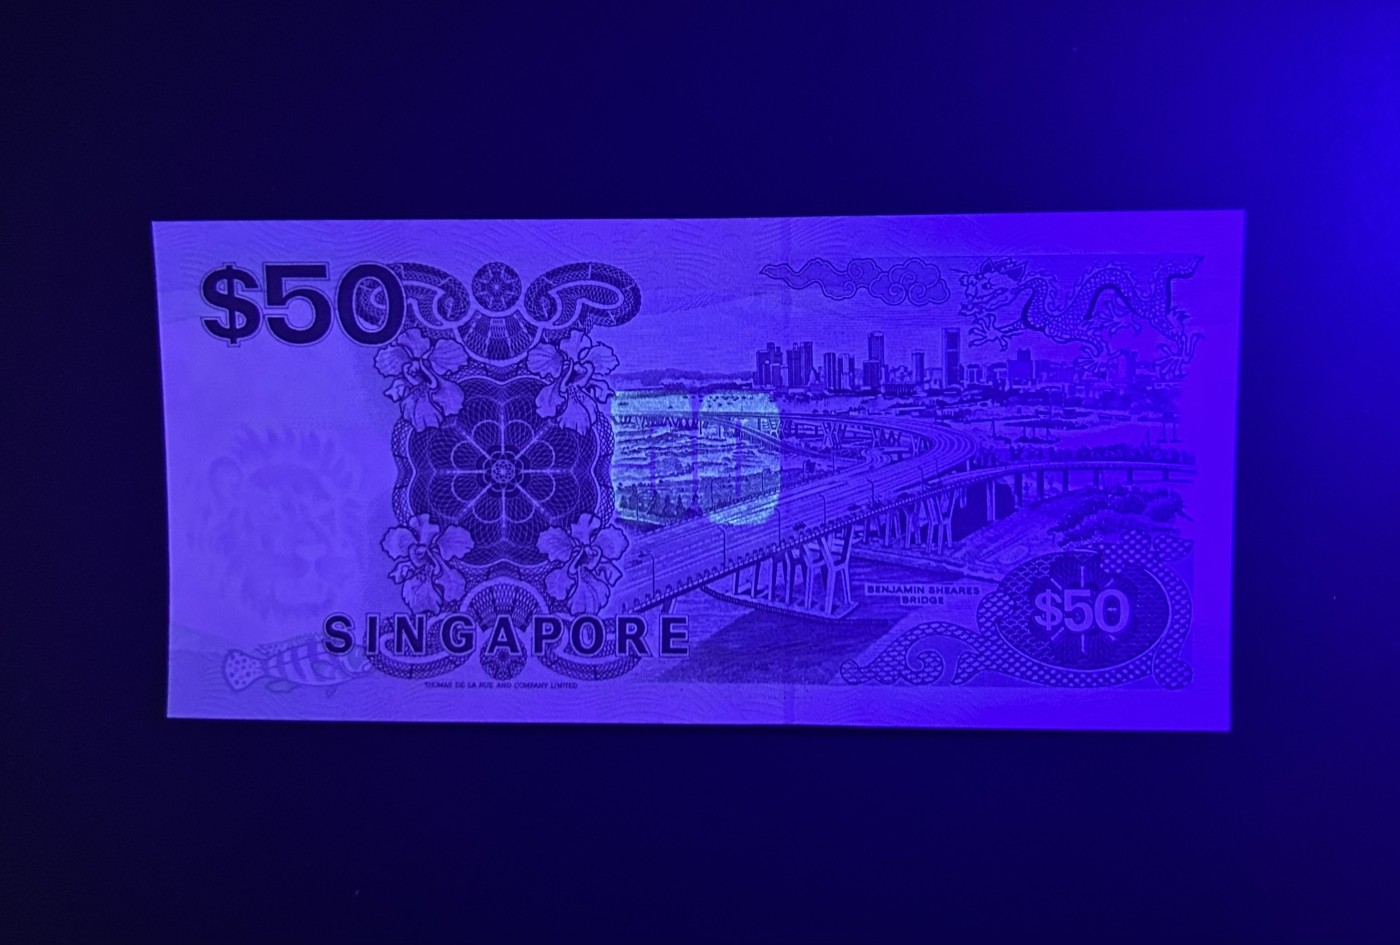 $50
BENJAMIN SHEARES
BRIDGE
$50
SINGAPORE
THOMAS DE LA RUE AND COMPANY LIMITED